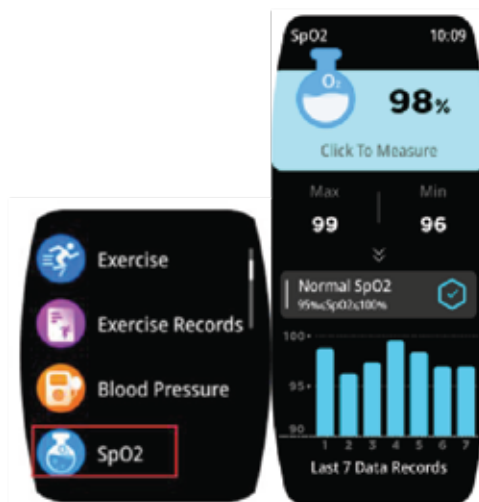 Exercise
Exercise Records
Blood Pressure
SpO2
SpO2 10:09
O2
98%
Click To Measure
Max Min
99 96
Normal SpO2
95%≤SpO2≤100%
100
95
90
1 2 3 4 5 6 7
Last 7 Data Records